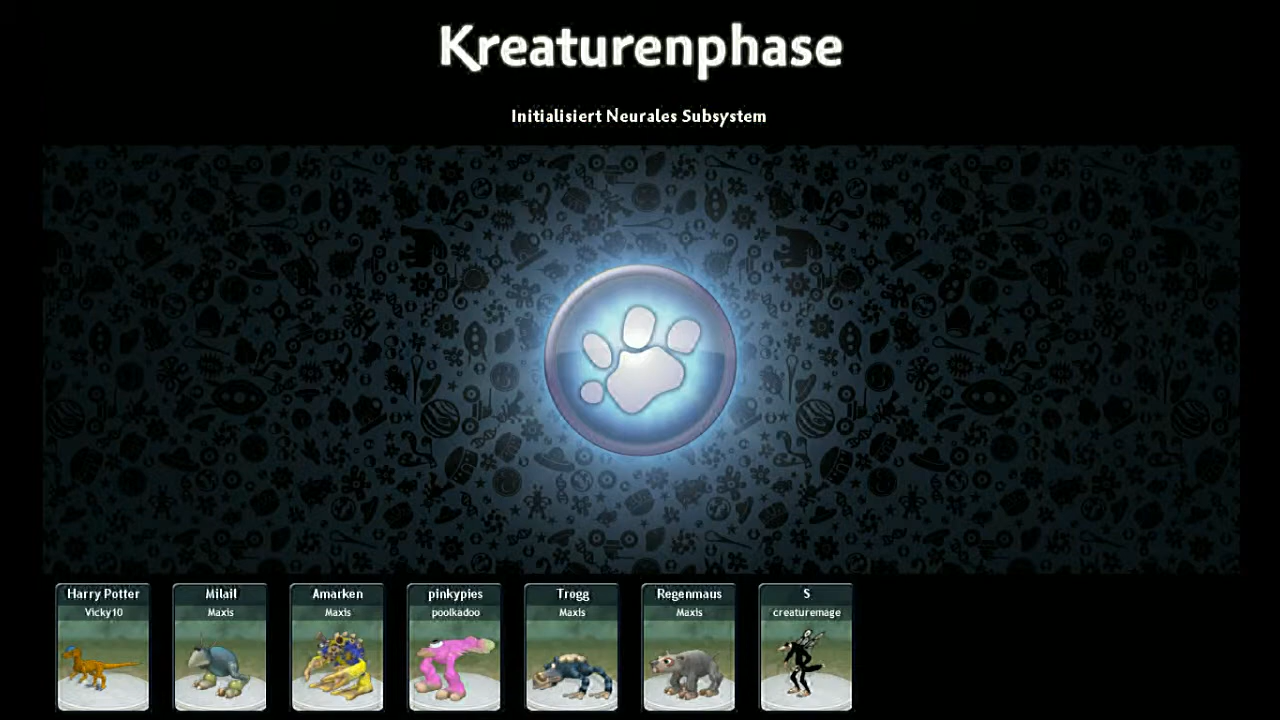 Kreaturenphase
Initialisiert Neurales Subsystem
Harry Potter
Vicky10
Milail
Maxis
Amarken
Maxis
pinkypies
poolkadoo
Trogg
Maxis
Regenmaus
Maxis
S
creaturemage